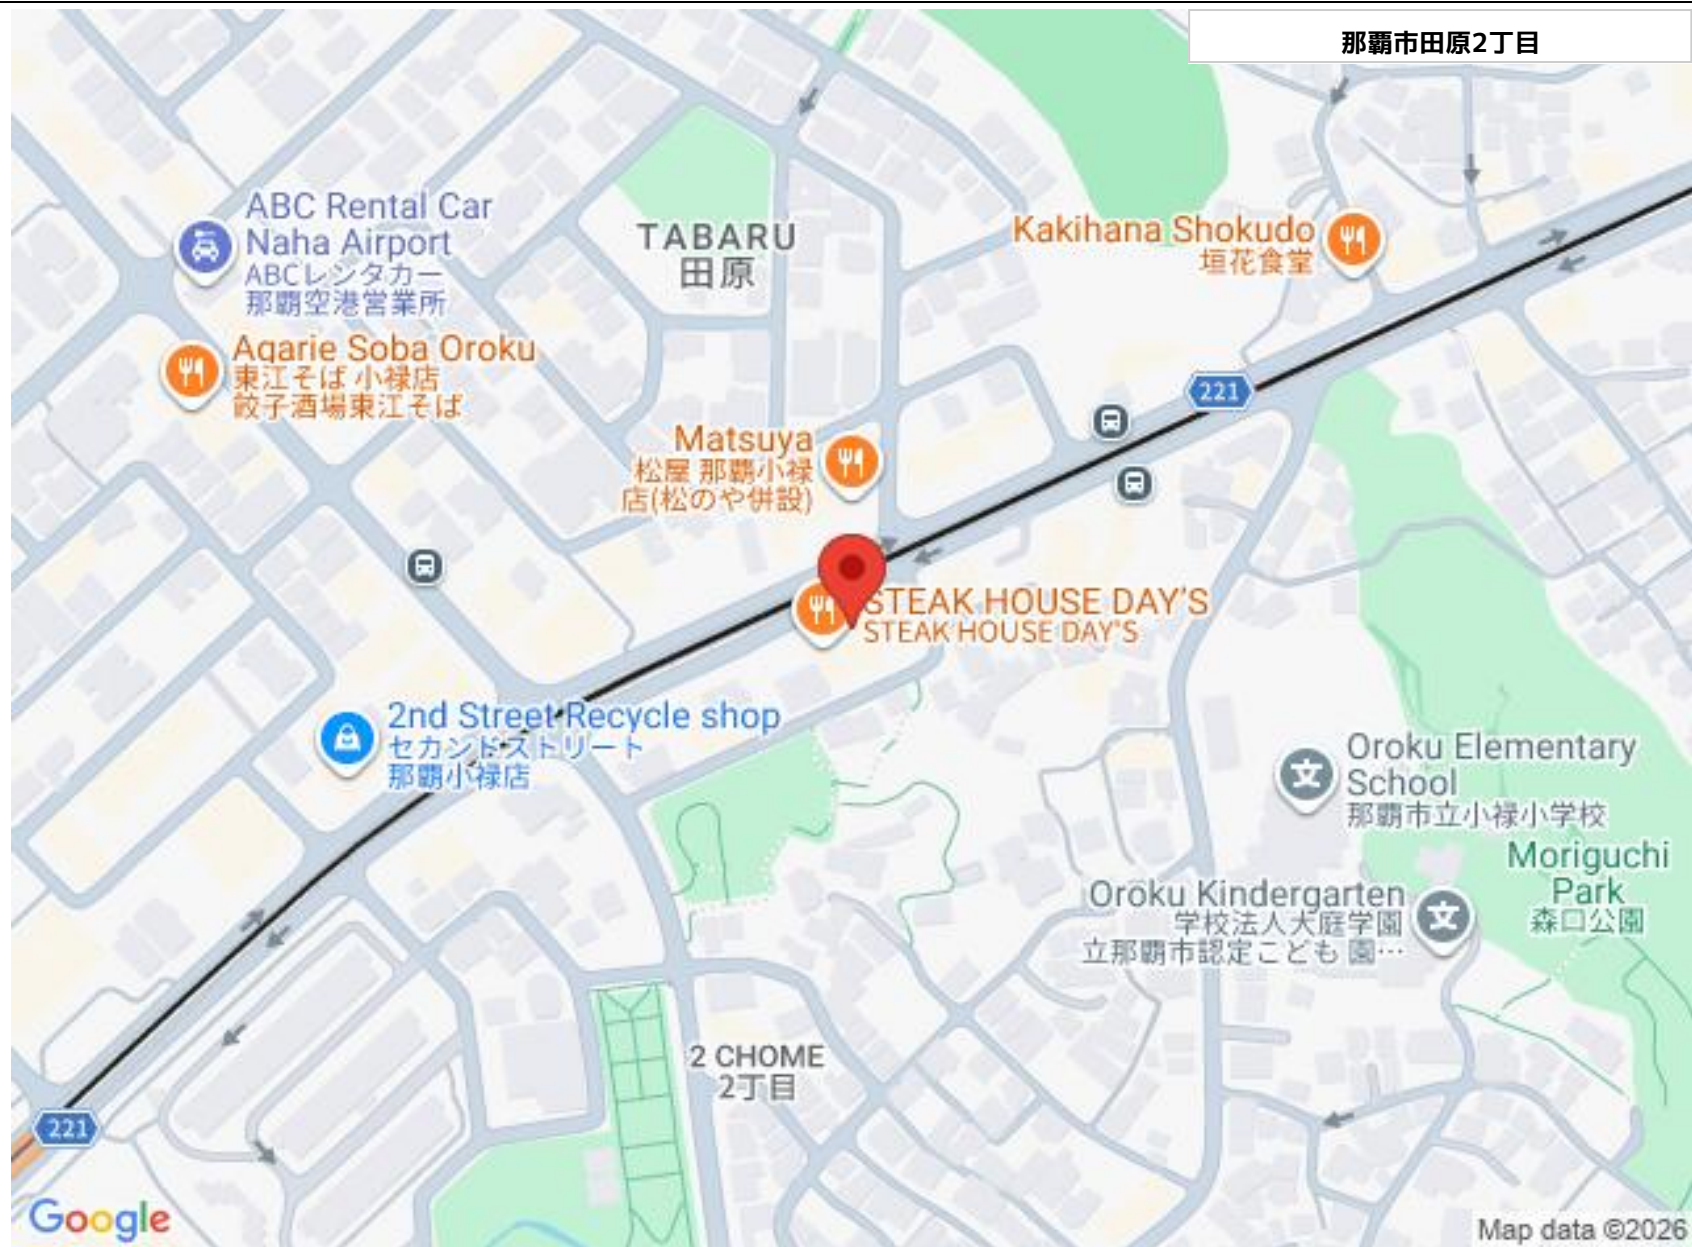 那覇市田原2丁目
ABC Rental Car
Naha Airport
ABCレンタカー
那覇空港営業所
TABARU
田原
Kakihana Shokudo
垣花食堂
Agarie Soba Oroku
東江そば 小禄店
餃子酒場東江そば
221
Matsuya
松屋 那覇小禄
店(松のや併設)
STEAK HOUSE DAY'S
STEAK HOUSE DAY'S
2nd Street Recycle shop
セカンドストリート
那覇小禄店
Oroku Elementary
School
那覇市立小禄小学校
Moriguchi
Park
森口公園
Oroku Kindergarten
学校法人大庭学園
立那覇市認定こども 園…
2 CHOME
2丁目
221
Google
Map data ©2026